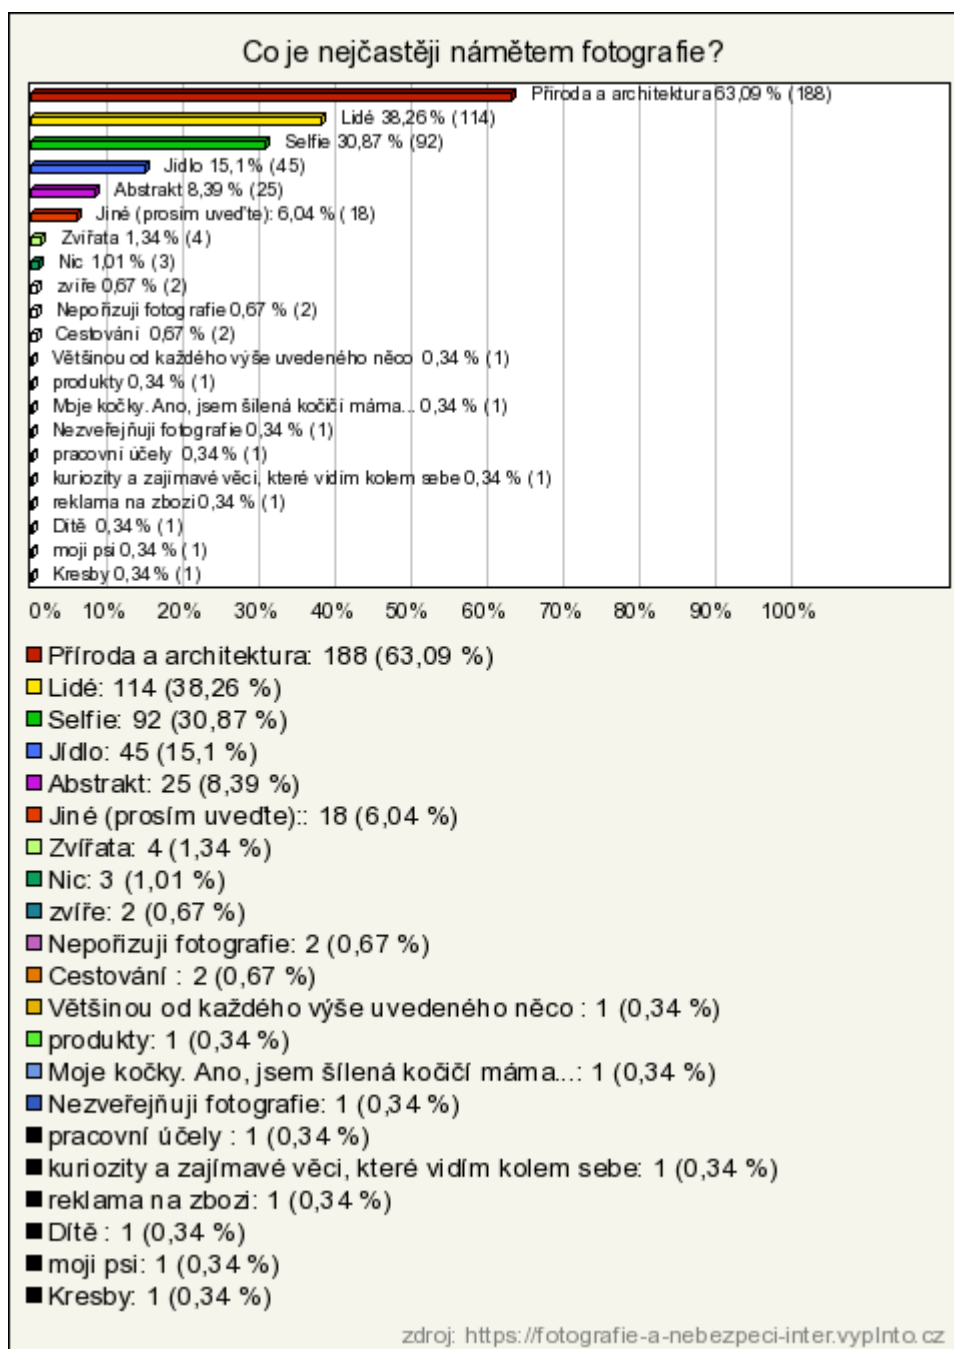 Co je nejčastěji námětem fotografie?
Příroda a architektura 63,09 % (188)
Lidé 38,26 % (114)
Selfie 30,87 % (92)
Jídlo 15,1 % (45)
Abstrakt 8,39 % (25)
Jiné (prosím uveďte): 6,04 % (18)
Zvířata 1,34 % (4)
Nic 1,01 % (3)
zvíře 0,67 % (2)
Nepořizuji fotografie 0,67 % (2)
Cestování 0,67 % (2)
Většinou od každého výše uvedeného něco 0,34 % (1)
produkty 0,34 % (1)
Moje kočky. Ano, jsem šílená kočičí máma... 0,34 % (1)
Nezveřejňuji fotografie 0,34 % (1)
pracovní účely 0,34 % (1)
kuriozity a zajímavé věci, které vidím kolem sebe 0,34 % (1)
reklama na zbozi 0,34 % (1)
Dítě 0,34 % (1)
moji psi 0,34 % (1)
Kresby 0,34 % (1)
0% 10% 20% 30% 40% 50% 60% 70% 80% 90% 100%
Příroda a architektura: 188 (63,09 %)
Lidé: 114 (38,26 %)
Selfie: 92 (30,87 %)
Jídlo: 45 (15,1 %)
Abstrakt: 25 (8,39 %)
Jiné (prosím uveďte):: 18 (6,04 %)
Zvířata: 4 (1,34 %)
Nic: 3 (1,01 %)
zvíře: 2 (0,67 %)
Nepořizuji fotografie: 2 (0,67 %)
Cestování : 2 (0,67 %)
Většinou od každého výše uvedeného něco : 1 (0,34 %)
produkty: 1 (0,34 %)
Moje kočky. Ano, jsem šílená kočičí máma...: 1 (0,34 %)
Nezveřejňuji fotografie: 1 (0,34 %)
pracovní účely : 1 (0,34 %)
kuriozity a zajímavé věci, které vidím kolem sebe: 1 (0,34 %)
reklama na zbozi: 1 (0,34 %)
Dítě : 1 (0,34 %)
moji psi: 1 (0,34 %)
Kresby: 1 (0,34 %)
zdroj: https://fotografie-a-nebezpeci-inter.vyplnto.cz